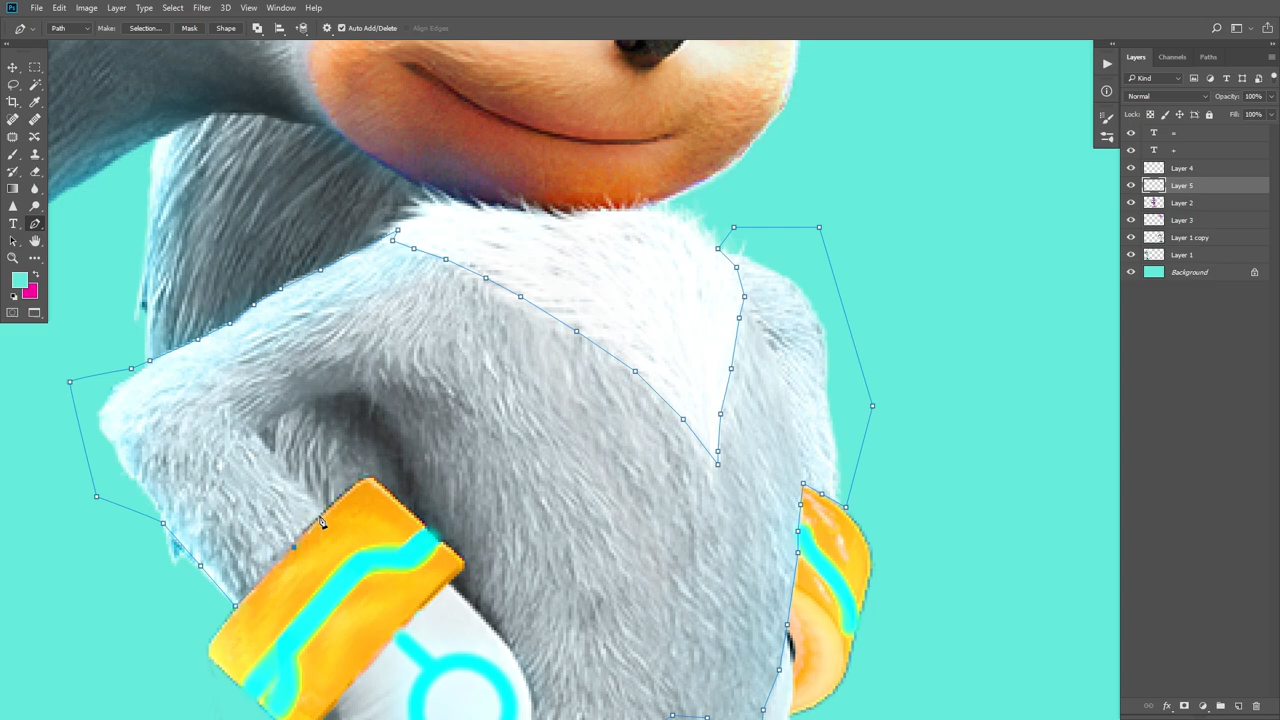 Ps File Edit Image Layer Type Select Filter 3D View Window Help
Path Make: Selection... Mask Shape Auto Add/Delete Align Edges
Layers Channels Paths
Kind
Normal Opacity: 100%
Lock: Fill: 100%
T =
T +
Layer 4
Layer 5
Layer 2
Layer 3
Layer 1 copy
Layer 1
Background